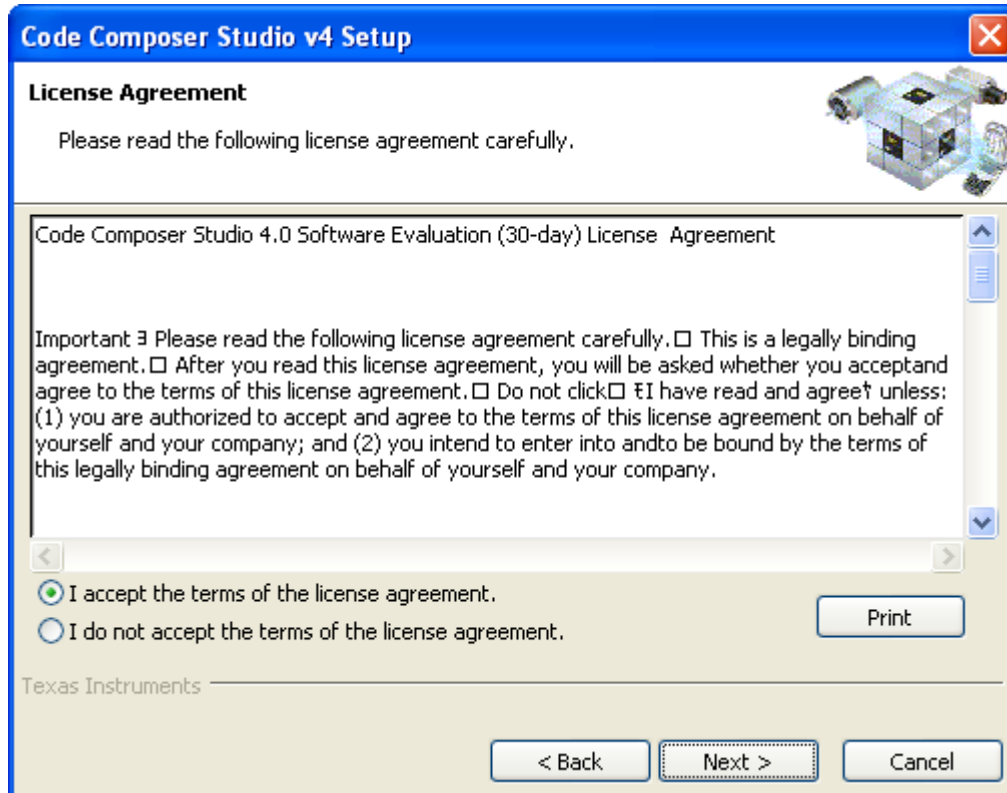 Code Composer Studio v4 Setup
License Agreement
Please read the following license agreement carefully.
Code Composer Studio 4.0 Software Evaluation (30-day) License  Agreement
Important ∃ Please read the following license agreement carefully.□ This is a legally binding
agreement.□ After you read this license agreement, you will be asked whether you acceptand
agree to the terms of this license agreement.□ Do not click□ ŧI have read and agreeˀ unless:
(1) you are authorized to accept and agree to the terms of this license agreement on behalf of
yourself and your company; and (2) you intend to enter into andto be bound by the terms of
this legally binding agreement on behalf of yourself and your company.
I accept the terms of the license agreement.
I do not accept the terms of the license agreement.
Print
Texas Instruments
< Back
Next >
Cancel